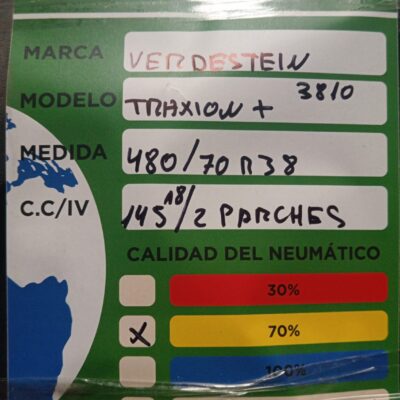 MARCA VERDESTEIN
MODELO TRAXION + 3810
MEDIDA 480/70 R38
C.C/IV 145 A8/2 PARCHES
CALIDAD DEL NEUMÁTICO
30%
X 70%
100%